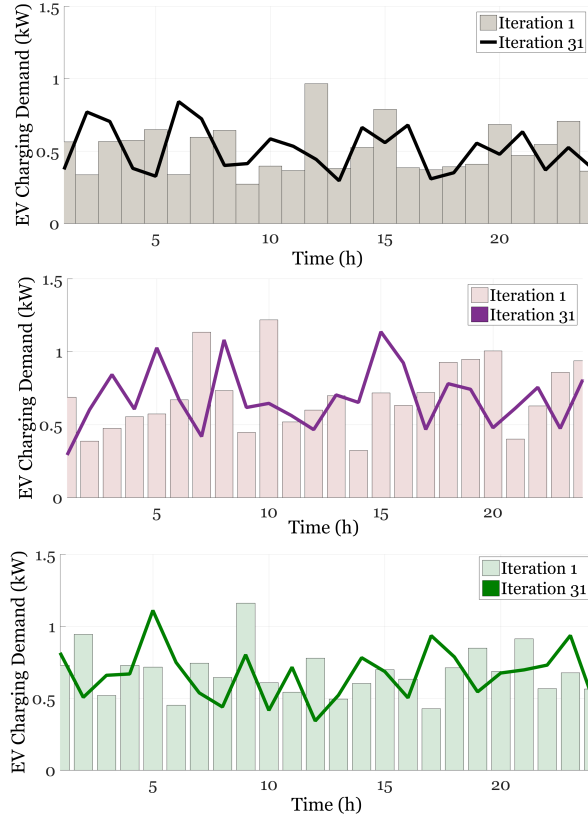 1.5
1
0.5
0
EV Charging Demand (kW)
Iteration 1
Iteration 31
5
10
15
20
Time (h)
1.5
1
0.5
0
EV Charging Demand (kW)
Iteration 1
Iteration 31
5
10
15
20
Time (h)
1.5
1
0.5
0
EV Charging Demand (kW)
Iteration 1
Iteration 31
5
10
15
20
Time (h)